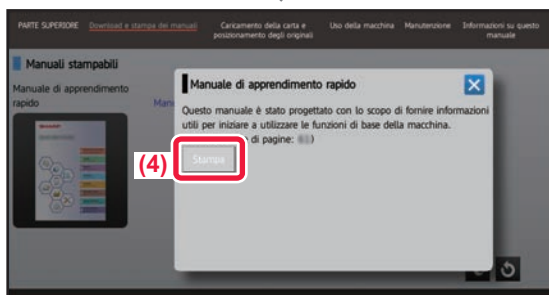 PARTE SUPERIORE
Download e stampa dei manuali
Caricamento della carta e
posizionamento degli originali
Uso della macchina
Manutenzione
Informazioni su questo
manuale
Manuali stampabili
Manuale di apprendimento
rapido
Manu
Manuale di apprendimento rapido
Questo manuale è stato progettato con lo scopo di fornire informazioni
utili per iniziare a utilizzare le funzioni di base della macchina.
di pagine: )
(4)
Stampa